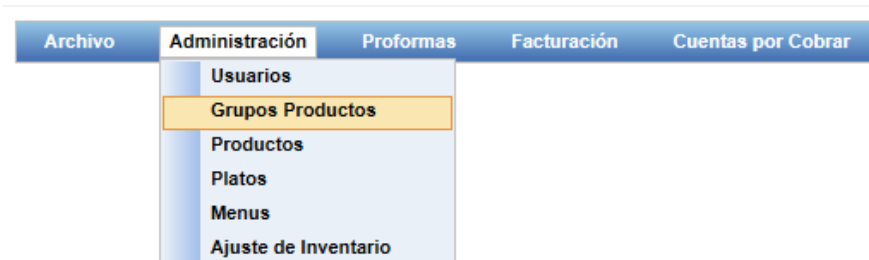 Archivo Administración Proformas Facturación Cuentas por Cobrar
Usuarios
Grupos Productos
Productos
Platos
Menus
Ajuste de Inventario